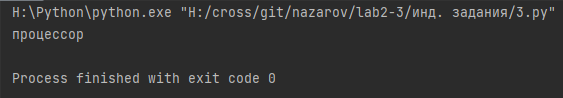 H:\Python\python.exe "H:/cross/git/nazarov/lab2-3/инд. задания/3.py"
процессор
Process finished with exit code 0